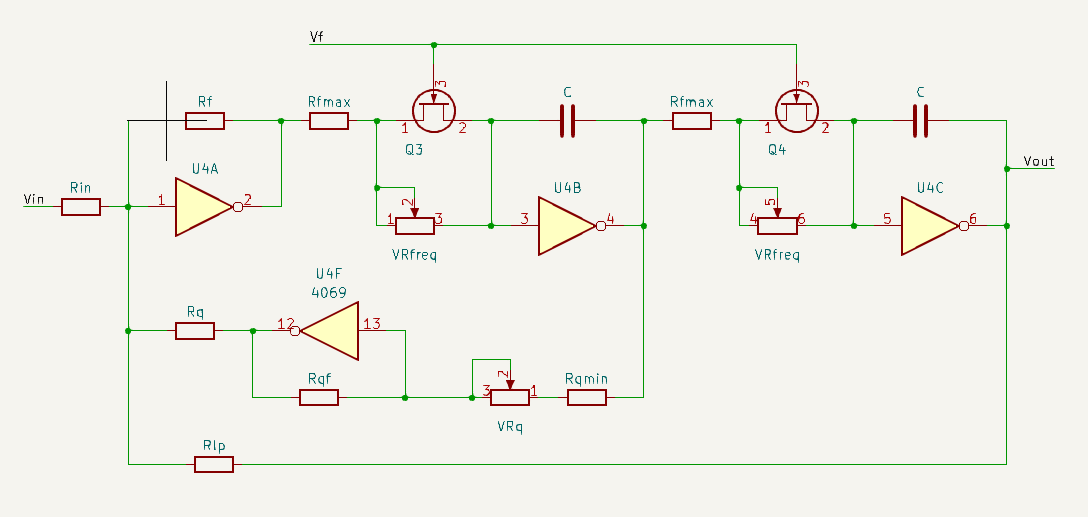 Vf
Rf
Rfmax
3
C
Rfmax
3
C
1
2
1
2
Q3
Q4
Vout
U4A
Rin
Vin
1
2
2
U4B
5
U4C
1
3
3
4
4
6
5
6
VRfreq
VRfreq
U4F
4069
Rq
12
13
Rqf
2
Rqmin
3
1
VRq
Rlp